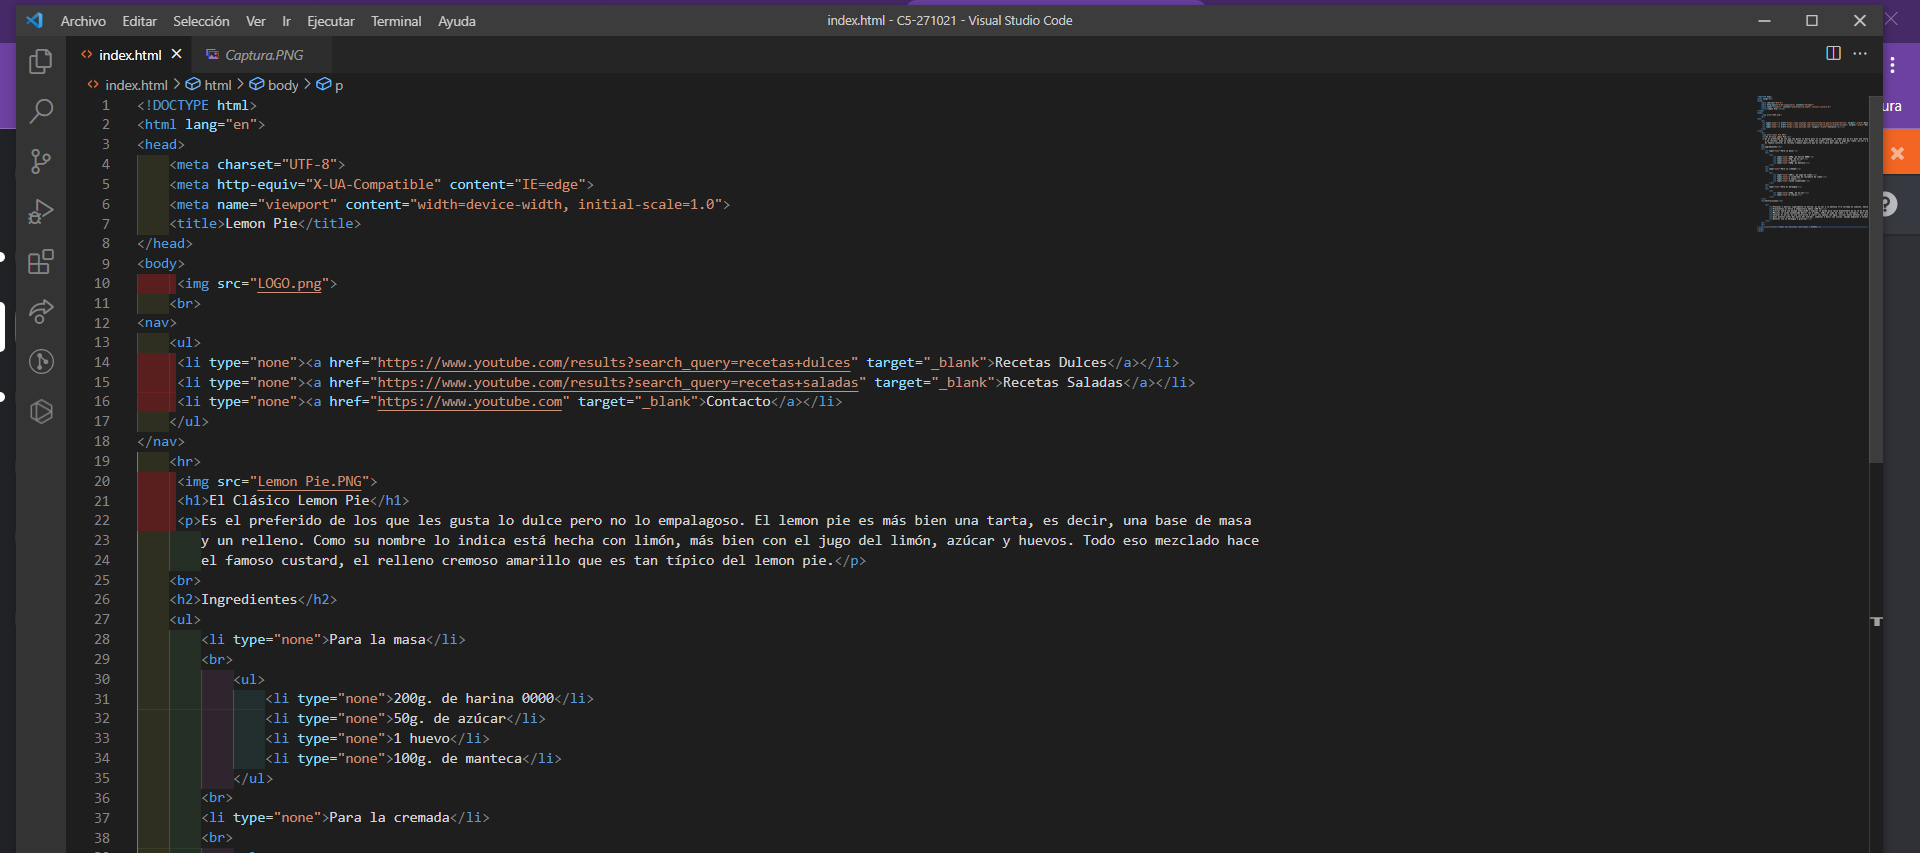 Archivo Editar Selección Ver Ir Ejecutar Terminal Ayuda
index.html - C5-271021 - Visual Studio Code
index.html
Captura.PNG
index.html > html > body > p
1 <!DOCTYPE html>
2 <html lang="en">
3 <head>
4 <meta charset="UTF-8">
5 <meta http-equiv="X-UA-Compatible" content="IE=edge">
6 <meta name="viewport" content="width=device-width, initial-scale=1.0">
7 <title>Lemon Pie</title>
8 </head>
9 <body>
10 <img src="LOGO.png">
11 <br>
12 <nav>
13 <ul>
14 <li type="none"><a href="https://www.youtube.com/results?search_query=recetas+dulces" target="_blank">Recetas Dulces</a></li>
15 <li type="none"><a href="https://www.youtube.com/results?search_query=recetas+saladas" target="_blank">Recetas Saladas</a></li>
16 <li type="none"><a href="https://www.youtube.com" target="_blank">Contacto</a></li>
17 </ul>
18 </nav>
19 <hr>
20 <img src="Lemon Pie.PNG">
21 <h1>El Clásico Lemon Pie</h1>
22 <p>Es el preferido de los que les gusta lo dulce pero no lo empalagoso. El lemon pie es más bien una tarta, es decir, una base de masa
23 y un relleno. Como su nombre lo indica está hecha con limón, más bien con el jugo del limón, azúcar y huevos. Todo eso mezclado hace
24 el famoso custard, el relleno cremoso amarillo que es tan típico del lemon pie.</p>
25 <br>
26 <h2>Ingredientes</h2>
27 <ul>
28 <li type="none">Para la masa</li>
29 <br>
30 <ul>
31 <li type="none">200g. de harina 0000</li>
32 <li type="none">50g. de azúcar</li>
33 <li type="none">1 huevo</li>
34 <li type="none">100g. de manteca</li>
35 </ul>
36 <br>
37 <li type="none">Para la cremada</li>
38 <br>
ura